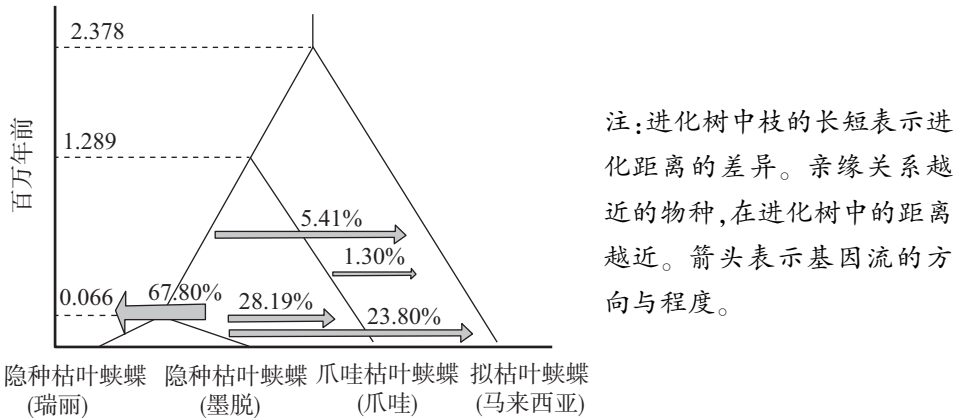 2.378
1.289
0.066
百万年前
5.41%
1.30%
67.80%
28.19%
23.80%
隐种枯叶蛱蝶
(瑞丽)
隐种枯叶蛱蝶
(墨脱)
爪哇枯叶蛱蝶
(爪哇)
拟枯叶蛱蝶
(马来西亚)
注:进化树中枝的长短表示进
化距离的差异。亲缘关系越
近的物种,在进化树中的距离
越近。箭头表示基因流的方
向与程度。